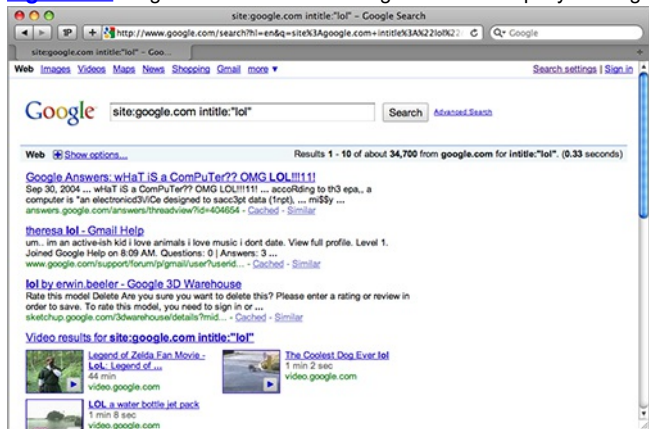 site:google.com intitle:"lol" – Google Search
http://www.google.com/search?hl=en&q=site%3Agoogle.com+intitle%3A%22lol%22
Google
site:google.com intitle:"lol" – Goo...
Web Images Videos Maps News Shopping Gmail more ▼
Search settings | Sign in
Google
site:google.com intitle:"lol"
Search
Advanced Search
Web Show options...
Results 1 - 10 of about 34,700 from google.com for intitle:"lol". (0.33 seconds)
Google Answers: wHaT iS a ComPuTer?? OMG LOL!!!11!
Sep 30, 2004 ... wHaT iS a ComPuTer?? OMG LOL!!!11! ... accoRding to th3 epa,, a
computer is "an electronicd3ViCe designed to sacc3pt data (1npt), ... mi$$y ...
answers.google.com/answers/threadview?id=404654 - Cached - Similar
theresa lol - Gmail Help
um.. im an active-ish kid i love animals i love music i dont date. View full profile. Level 1.
Joined Google Help on 8:09 AM. Questions: 0 | Answers: 3 ...
www.google.com/support/forum/p/gmail/user?userid... - Cached - Similar
lol by erwin.beeler - Google 3D Warehouse
Rate this model Delete Are you sure you want to delete this? Please enter a rating or review in
order to save. To rate this model, you need to sign in or ...
sketchup.google.com/3dwarehouse/details?mid... - Cached - Similar
Video results for site:google.com intitle:"lol"
Legend of Zelda Fan Movie -
LoL: Legend of ...
44 min
video.google.com
The Coolest Dog Ever lol
1 min 2 sec
video.google.com
LOL a water bottle jet pack
1 min 8 sec
video.google.com